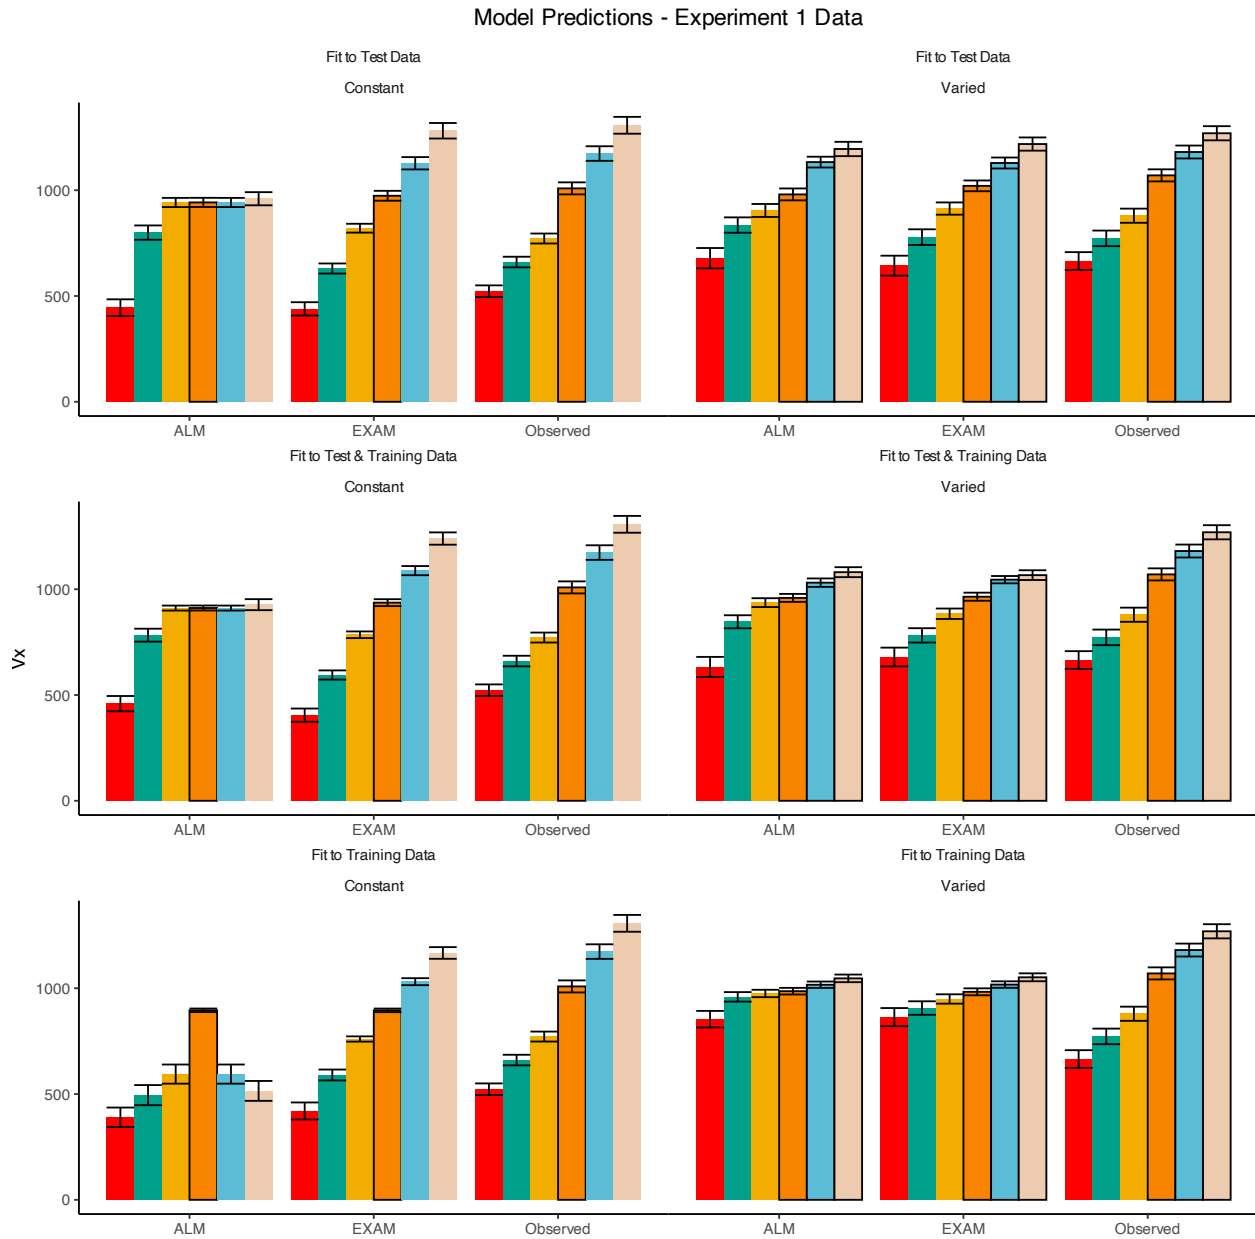 Model Predictions - Experiment 1 Data
Fit to Test Data
Constant
Fit to Test Data
Varied
1000
500
0
ALM
EXAM
Observed
ALM
EXAM
Observed
Fit to Test & Training Data
Constant
Fit to Test & Training Data
Varied
Vx
1000
500
0
ALM
EXAM
Observed
ALM
EXAM
Observed
Fit to Training Data
Constant
Fit to Training Data
Varied
1000
500
0
ALM
EXAM
Observed
ALM
EXAM
Observed